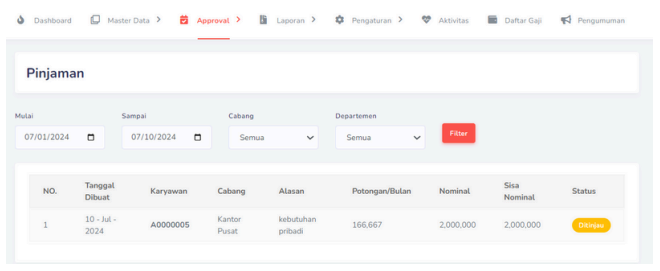 Dashboard Master Data > Approval > Laporan > Pengaturan > Aktivitas Daftar Gaji Pengumuman
Pinjaman
Mulai Sampai Cabang Departemen
07/01/2024 07/10/2024 Semua Semua Filter
NO. Tanggal Dibuat Karyawan Cabang Alasan Potongan/Bulan Nominal Sisa Nominal Status
1 10 - Jul - 2024 A0000005 Kantor Pusat kebutuhan pribadi 166,667 2,000,000 2,000,000 Ditinjau